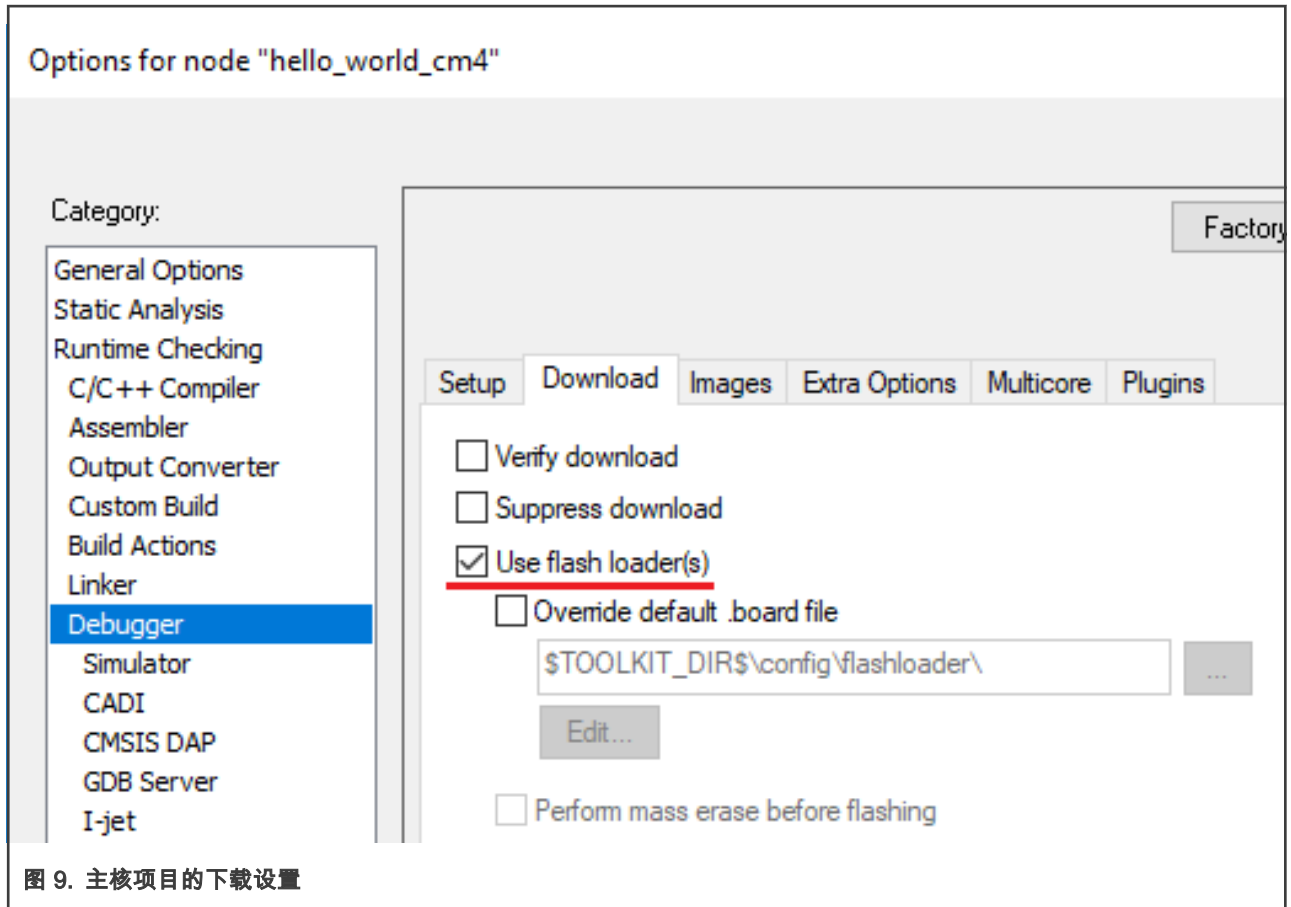 Options for node "hello_world_cm4"
Category:
General Options
Static Analysis
Runtime Checking
C/C++ Compiler
Assembler
Output Converter
Custom Build
Build Actions
Linker
Debugger
Simulator
CADI
CMSIS DAP
GDB Server
I-jet
Factory
Setup Download Images Extra Options Multicore Plugins
Verify download
Suppress download
Use flash loader(s)
Override default .board file
$TOOLKIT_DIR$\config\flashloader\
...
Edit...
Perform mass erase before flashing
图 9. 主核项目的下载设置